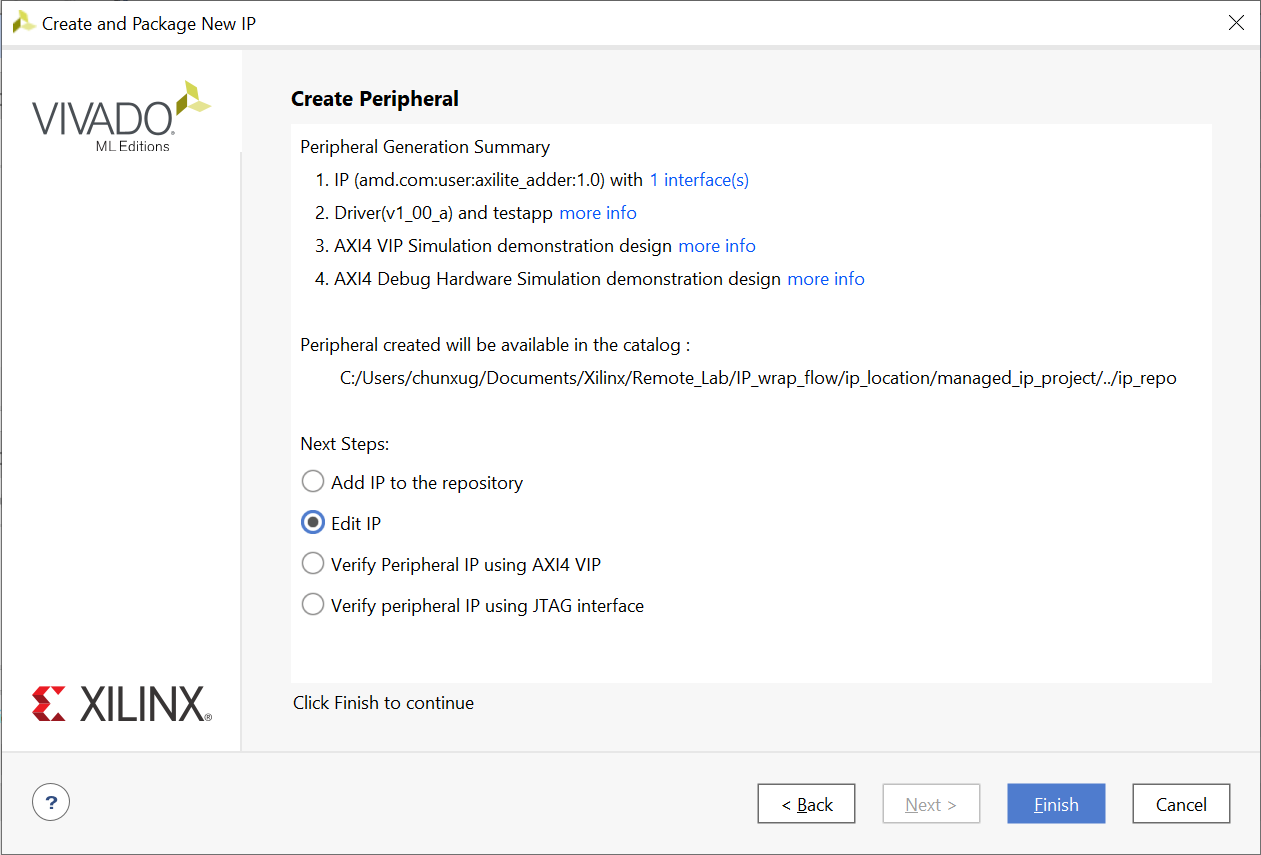 Create and Package New IP
VIVADO®
ML Editions
Create Peripheral
Peripheral Generation Summary
1. IP (amd.com:user:axilite_adder:1.0) with 1 interface(s)
2. Driver(v1_00_a) and testapp more info
3. AXI4 VIP Simulation demonstration design more info
4. AXI4 Debug Hardware Simulation demonstration design more info
Peripheral created will be available in the catalog :
C:/Users/chunxug/Documents/Xilinx/Remote_Lab/IP_wrap_flow/ip_location/managed_ip_project/../ip_repo
Next Steps:
Add IP to the repository
Edit IP
Verify Peripheral IP using AXI4 VIP
Verify peripheral IP using JTAG interface
XILINX®
Click Finish to continue
?
< Back
Next >
Finish
Cancel